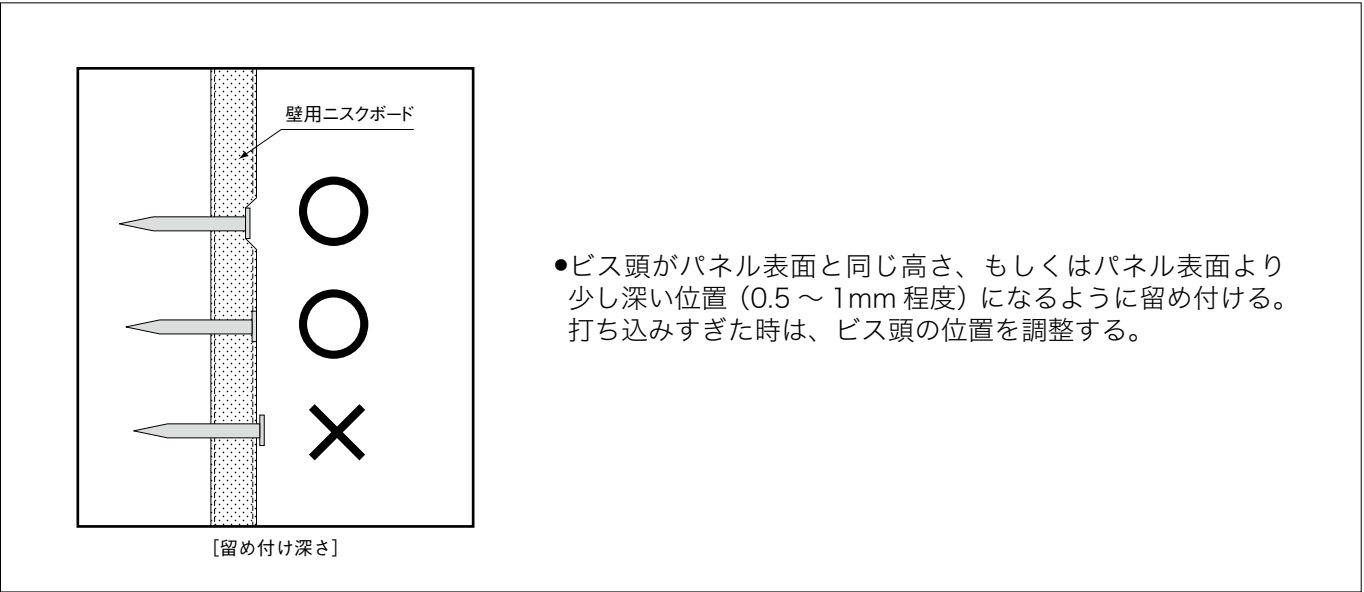 壁用ニスクボード
●ビス頭がパネル表面と同じ高さ、もしくはパネル表面より
少し深い位置（0.5 ～ 1mm 程度）になるように留め付ける。
打ち込みすぎた時は、ビス頭の位置を調整する。
［留め付け深さ］